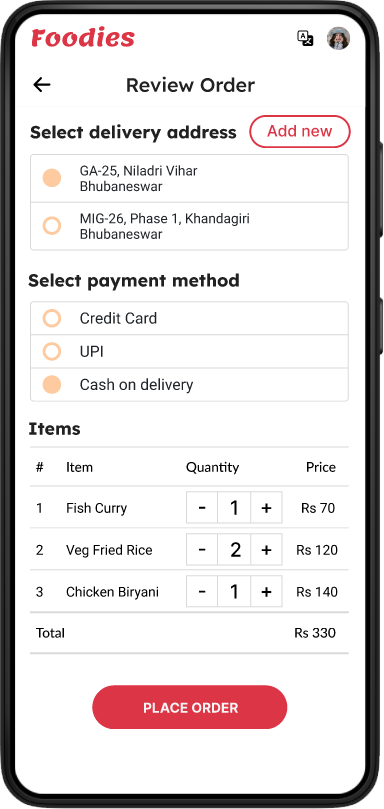 Foodies
Review Order
Select delivery address Add new
GA-25, Niladri Vihar
Bhubaneswar
MIG-26, Phase 1, Khandagiri
Bhubaneswar
Select payment method
Credit Card
UPI
Cash on delivery
Items
# Item Quantity Price
1 Fish Curry - 1 + Rs 70
2 Veg Fried Rice - 2 + Rs 120
3 Chicken Biryani - 1 + Rs 140
Total Rs 330
PLACE ORDER